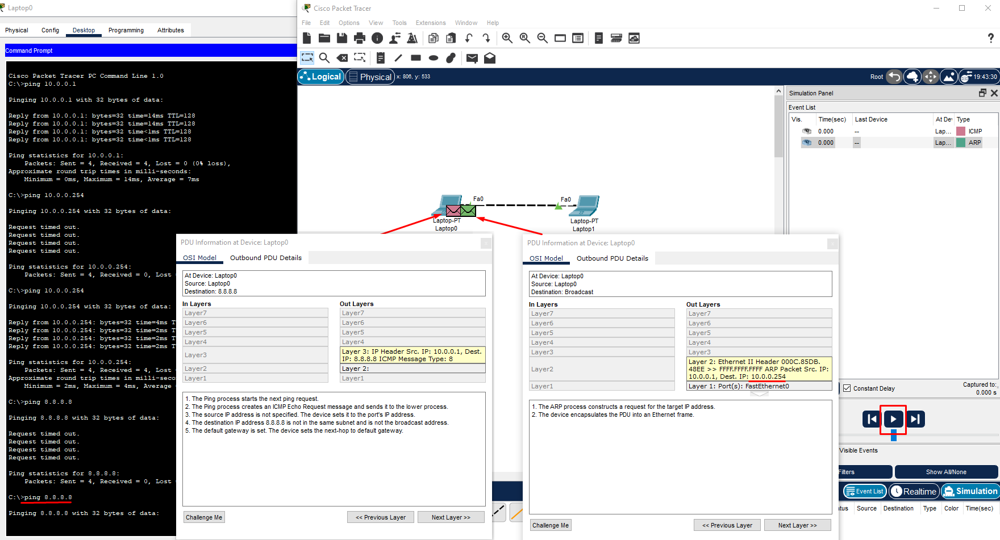 Laptop0
Physical Config Desktop Programming Attributes
Command Prompt
Cisco Packet Tracer PC Command Line 1.0
C:\>ping 10.0.0.1
Pinging 10.0.0.1 with 32 bytes of data:
Reply from 10.0.0.1: bytes=32 time=14ms TTL=128
Reply from 10.0.0.1: bytes=32 time=14ms TTL=128
Reply from 10.0.0.1: bytes=32 time<1ms TTL=128
Reply from 10.0.0.1: bytes=32 time<1ms TTL=128
Ping statistics for 10.0.0.1:
Packets: Sent = 4, Received = 4, Lost = 0 (0% loss),
Approximate round trip times in milli-seconds:
Minimum = 0ms, Maximum = 14ms, Average = 7ms
C:\>ping 10.0.0.254
Pinging 10.0.0.254 with 32 bytes of data:
Request timed out.
Request timed out.
Request timed out.
Request timed out.
Ping statistics for 10.0.0.254:
Packets: Sent = 4, Received = 0, Lost
C:\>ping 10.0.0.254
Pinging 10.0.0.254 with 32 bytes of data:
Reply from 10.0.0.254: bytes=32 time=4ms
Reply from 10.0.0.254: bytes=32 time=2ms
Reply from 10.0.0.254: bytes=32 time=2ms
Reply from 10.0.0.254: bytes=32 time=2ms
Ping statistics for 10.0.0.254:
Packets: Sent = 4, Received = 4, Lost
Approximate round trip times in milli-seco
Minimum = 2ms, Maximum = 4ms, Average
C:\>ping 8.8.8.8
Pinging 8.8.8.8 with 32 bytes of data:
Request timed out.
Request timed out.
Request timed out.
Request timed out.
Ping statistics for 8.8.8.8:
Packets: Sent = 4, Received = 0, Lost
C:\>ping 8.8.8.8
Pinging 8.8.8.8 with 32 bytes of data:
Cisco Packet Tracer
File Edit Options View Tools Extensions Window Help
Logical Physical x: 806, y: 533
Root 19:43:30
Simulation Panel
Event List
Vis. Time(sec) Last Device At Dev Type
0.000 -- Lap... ICMP
0.000 -- Lap... ARP
Fa0 Fa0
Laptop-PT
Laptop0
Laptop-PT
Laptop1
PDU Information at Device: Laptop0
OSI Model Outbound PDU Details
At Device: Laptop0
Source: Laptop0
Destination: 8.8.8.8
In Layers Out Layers
Layer7 Layer7
Layer6 Layer6
Layer5 Layer5
Layer4 Layer4
Layer3 Layer 3: IP Header Src. IP: 10.0.0.1, Dest.
IP: 8.8.8.8 ICMP Message Type: 8
Layer2 Layer 2:
Layer1 Layer1
1. The Ping process starts the next ping request.
2. The Ping process creates an ICMP Echo Request message and sends it to the lower process.
3. The source IP address is not specified. The device sets it to the port's IP address.
4. The destination IP address 8.8.8.8 is not in the same subnet and is not the broadcast address.
5. The default gateway is set. The device sets the next-hop to default gateway.
Challenge Me << Previous Layer Next Layer >>
PDU Information at Device: Laptop0
OSI Model Outbound PDU Details
At Device: Laptop0
Source: Laptop0
Destination: Broadcast
In Layers Out Layers
Layer7 Layer7
Layer6 Layer6
Layer5 Layer5
Layer4 Layer4
Layer3 Layer3
Layer2 Layer 2: Ethernet II Header 000C.85DB.
48EE >> FFFF.FFFF.FFFF ARP Packet Src. IP:
10.0.0.1, Dest. IP: 10.0.0.254
Layer1 Layer 1: Port(s): FastEthernet0
1. The ARP process constructs a request for the target IP address.
2. The device encapsulates the PDU into an Ethernet frame.
Challenge Me << Previous Layer Next Layer >>
Constant Delay Captured to:
0.000 s
Visible Events
Filters Show All/None
Event List Realtime Simulation
tus Source Destination Type Color Time(sec)